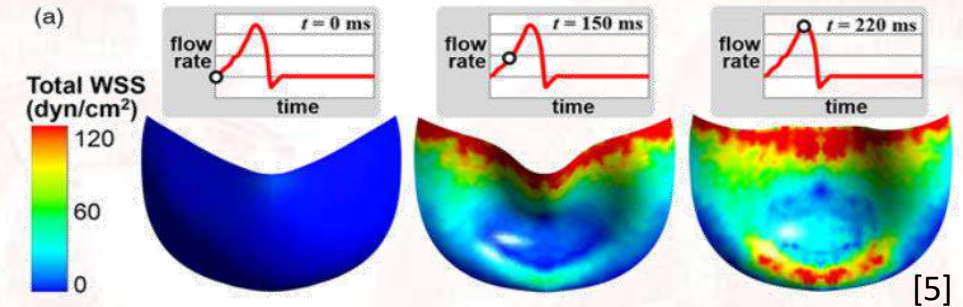 (a)
t = 0 ms
flow
rate
time
t = 150 ms
flow
rate
time
t = 220 ms
flow
rate
time
Total WSS
(dyn/cm²)
120
60
0
[5]